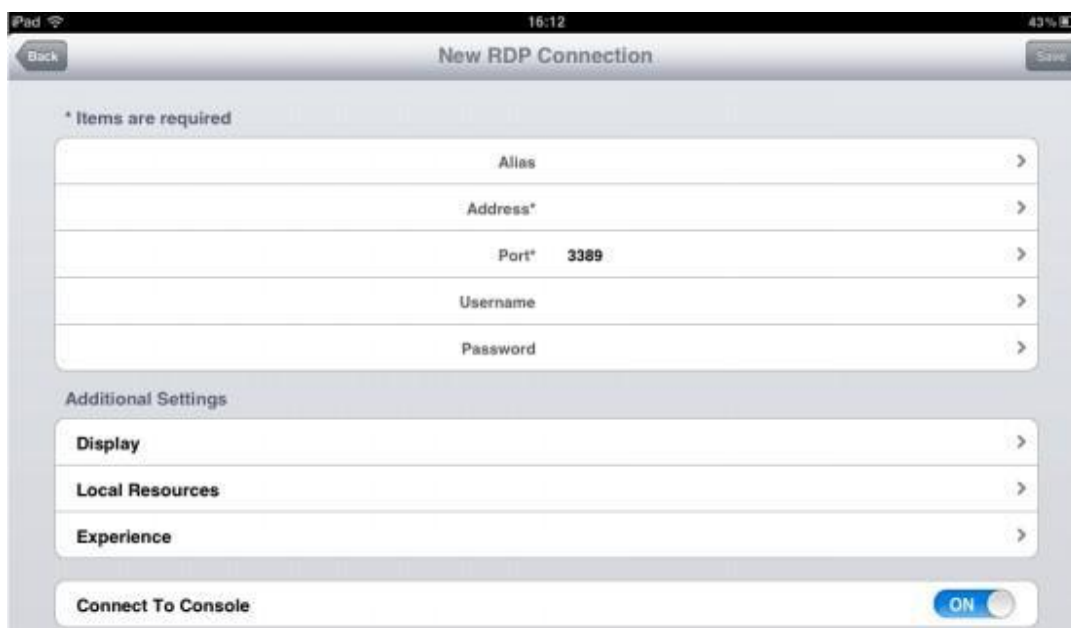 iPad 16:12 43%
Back New RDP Connection Save
* Items are required
Alias
Address*
Port* 3389
Username
Password
Additional Settings
Display
Local Resources
Experience
Connect To Console ON